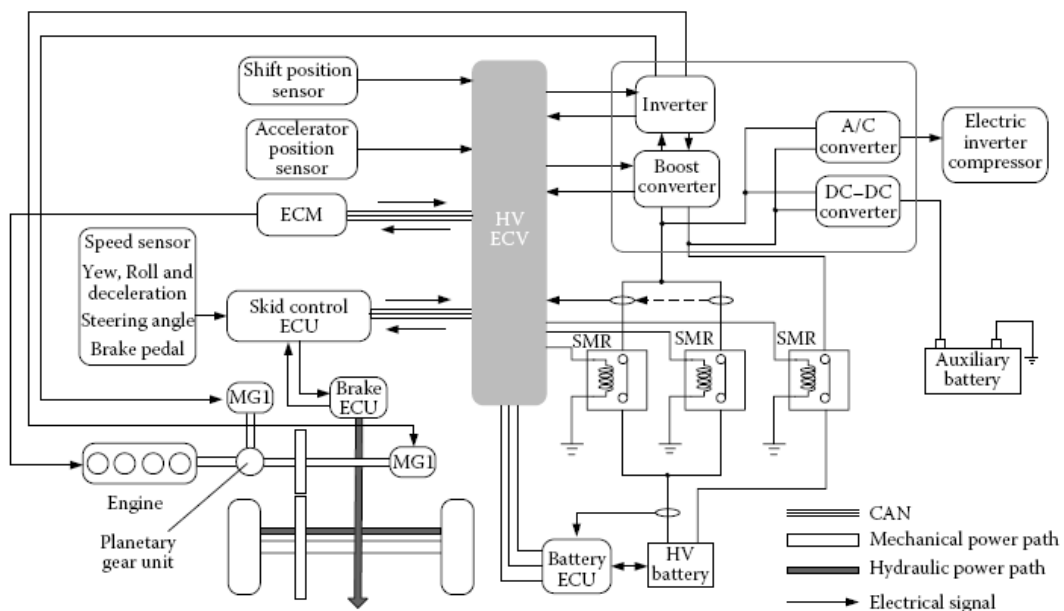 Shift position
sensor
Accelerator
position
sensor
ECM
Speed sensor
Yew, Roll and
deceleration
Steering angle
Brake pedal
Skid control
ECU
MG1
Brake
ECU
MG1
Engine
Planetary
gear unit
HV
ECV
Inverter
Boost
converter
A/C
converter
DC–DC
converter
Electric
inverter
compressor
SMR
SMR
SMR
Auxiliary
battery
Battery
ECU
HV
battery
CAN
Mechanical power path
Hydraulic power path
Electrical signal